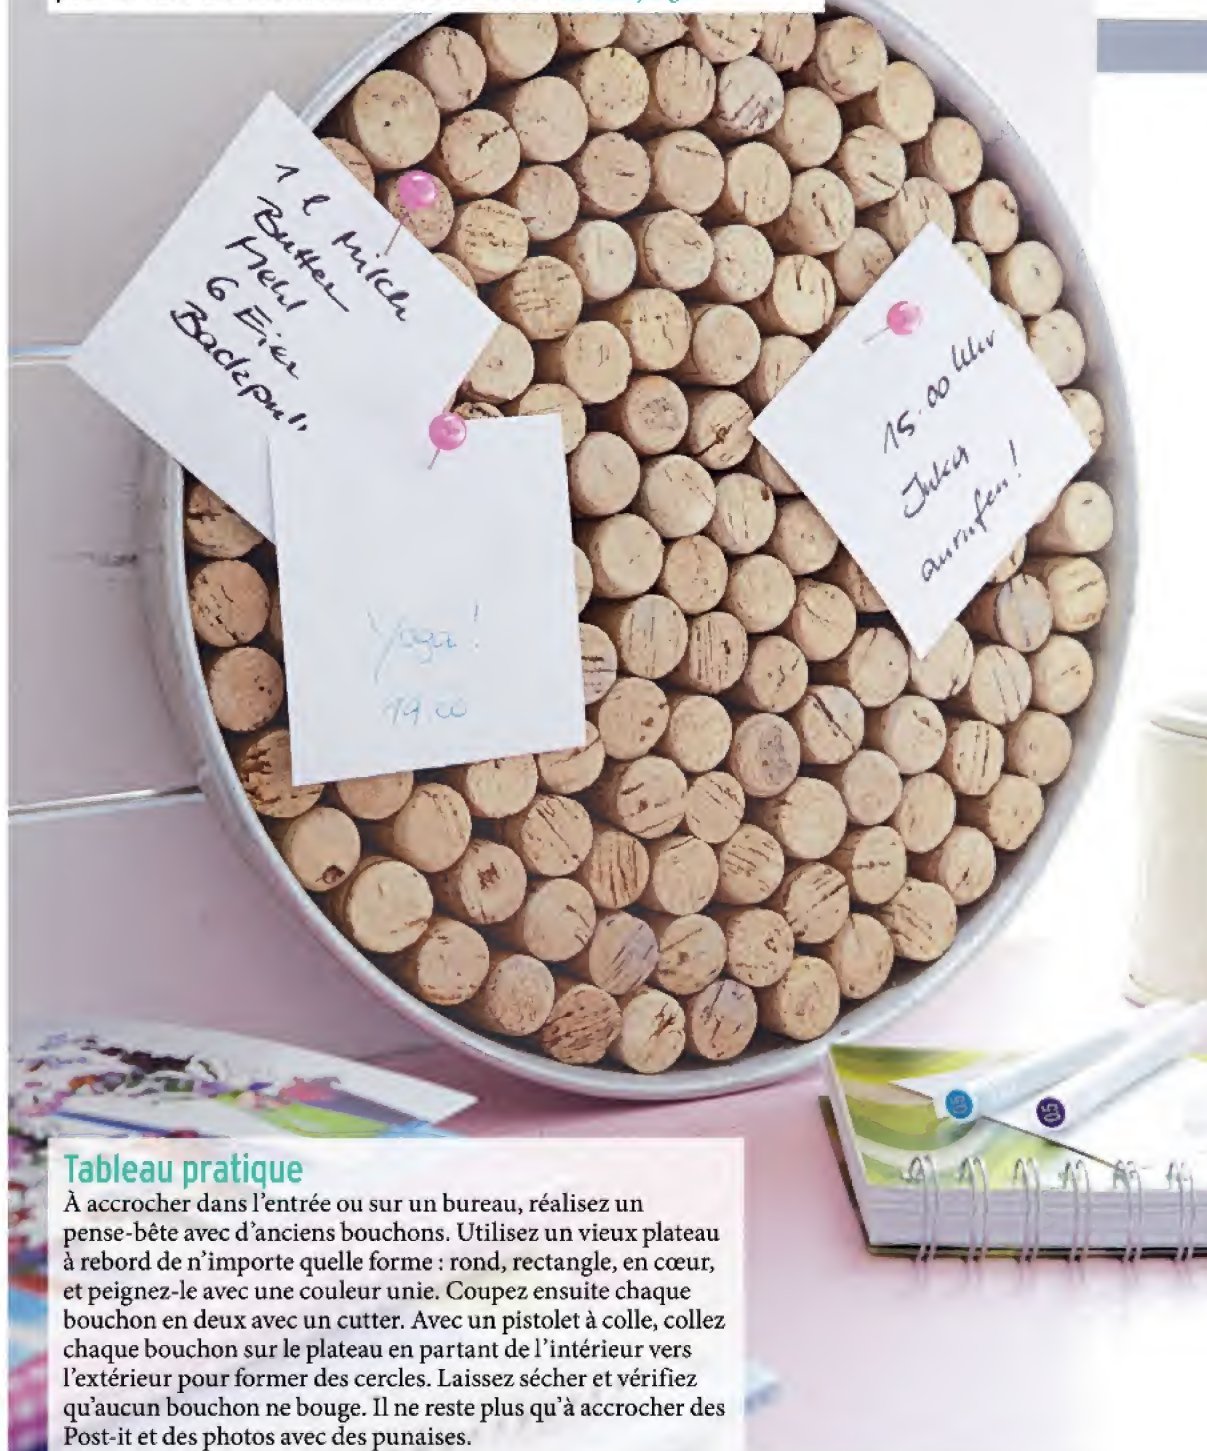 1 l Milch
Butter
Mehl
6 Eier
Backpul
15.00 Uhr
anrufen!
Yoga!
19.00
05
05
Tableau pratique
À accrocher dans l'entrée ou sur un bureau, réalisez un
pense-bête avec d'anciens bouchons. Utilisez un vieux plateau
à rebord de n'importe quelle forme : rond, rectangle, en cœur,
et peignez-le avec une couleur unie. Coupez ensuite chaque
bouchon en deux avec un cutter. Avec un pistolet à colle, collez
chaque bouchon sur le plateau en partant de l'intérieur vers
l'extérieur pour former des cercles. Laissez sécher et vérifiez
qu'aucun bouchon ne bouge. Il ne reste plus qu'à accrocher des
Post-it et des photos avec des punaises.